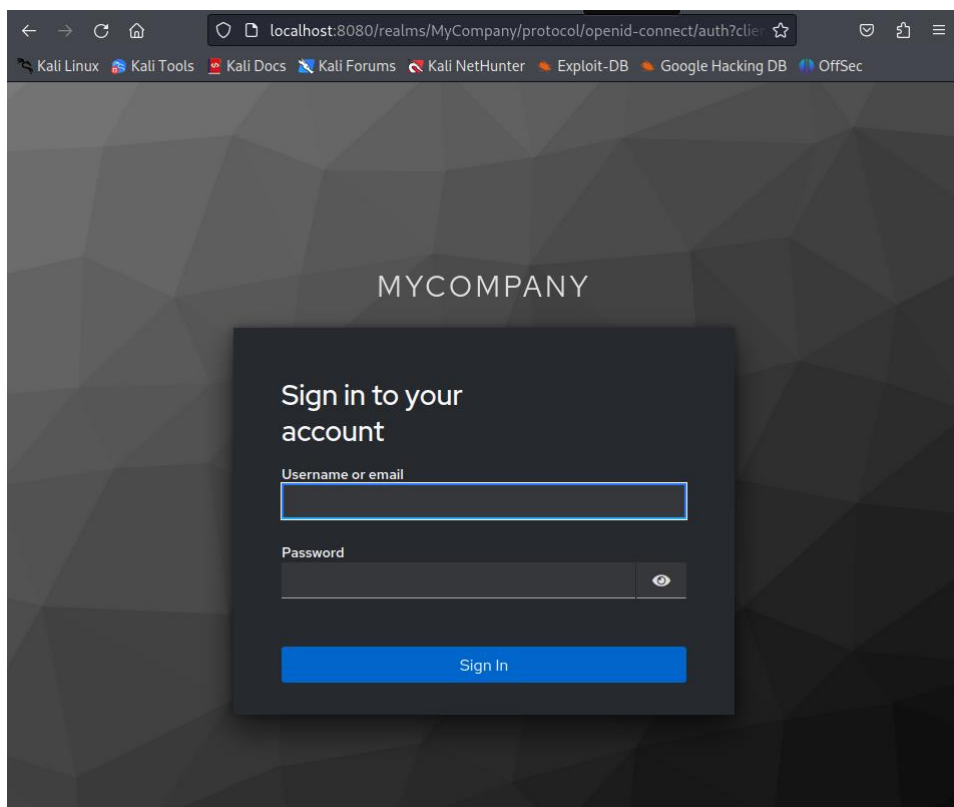 localhost:8080/realms/MyCompany/protocol/openid-connect/auth?clien
Kali Linux Kali Tools Kali Docs Kali Forums Kali NetHunter Exploit-DB Google Hacking DB OffSec
MYCOMPANY
Sign in to your
account
Username or email
Password
Sign In